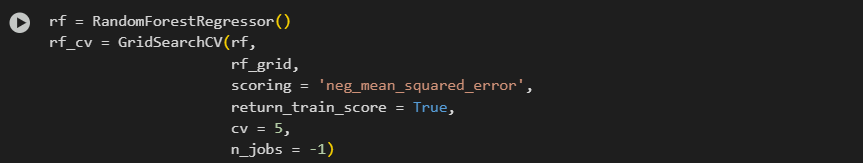 rf = RandomForestRegressor()
rf_cv = GridSearchCV(rf,
rf_grid,
scoring = 'neg_mean_squared_error',
return_train_score = True,
cv = 5,
n_jobs = -1)